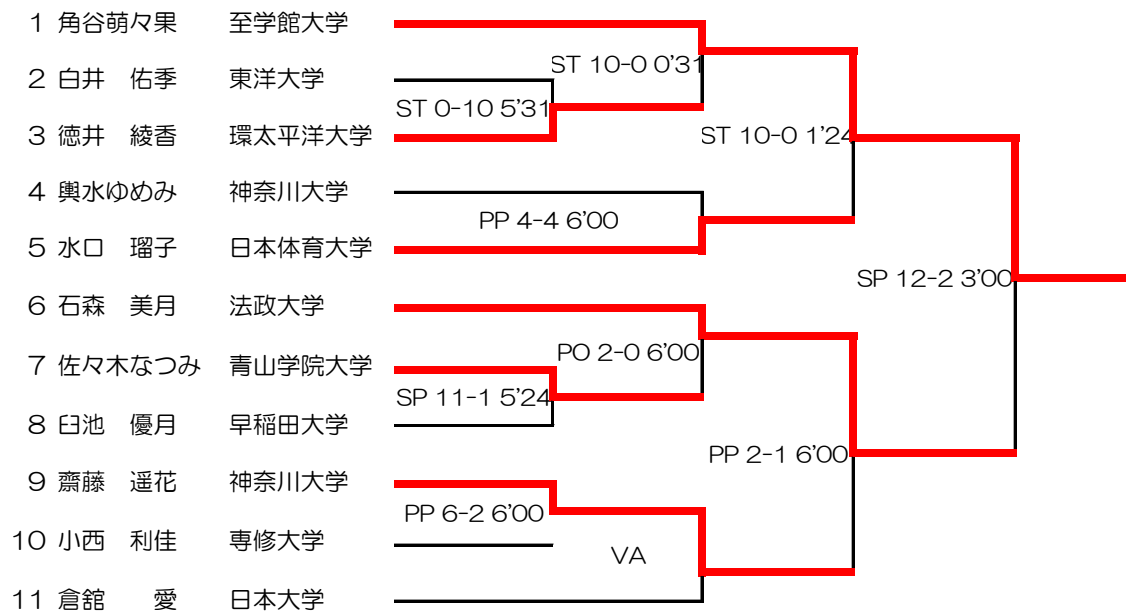 1 角谷萌々果 至学館大学
ST 10-0 0'31
2 白井 佑季 東洋大学
ST 0-10 5'31
3 徳井 綾香 環太平洋大学
ST 10-0 1'24
4 輿水ゆめみ 神奈川大学
PP 4-4 6'00
5 水口 瑠子 日本体育大学
SP 12-2 3'00
6 石森 美月 法政大学
PO 2-0 6'00
7 佐々木なつみ 青山学院大学
SP 11-1 5'24
8 臼池 優月 早稲田大学
PP 2-1 6'00
9 齋藤 遥花 神奈川大学
PP 6-2 6'00
10 小西 利佳 専修大学
VA
11 倉舘 愛 日本大学